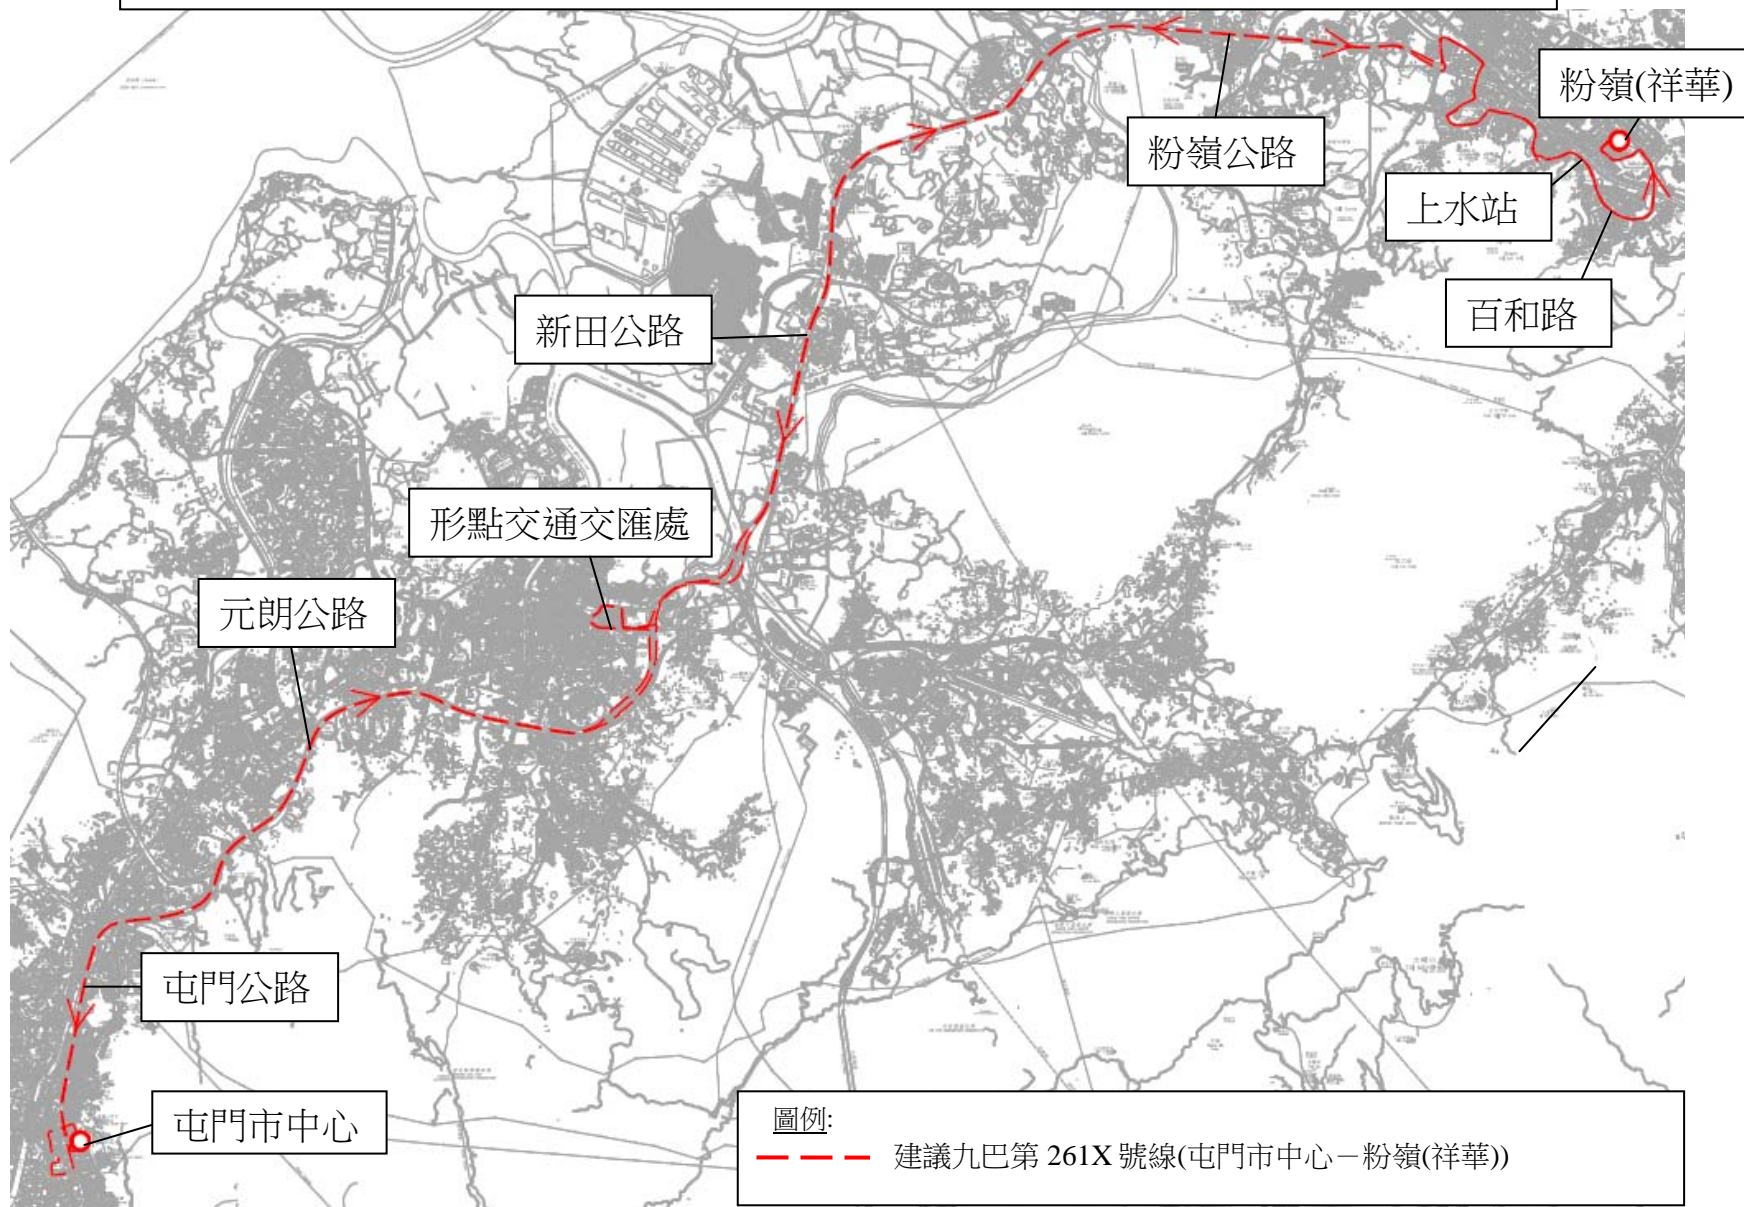 粉嶺(祥華)
粉嶺公路
上水站
百和路
新田公路
形點交通交匯處
元朗公路
屯門公路
屯門市中心
圖例:
建議九巴第 261X 號線(屯門市中心－粉嶺(祥華))